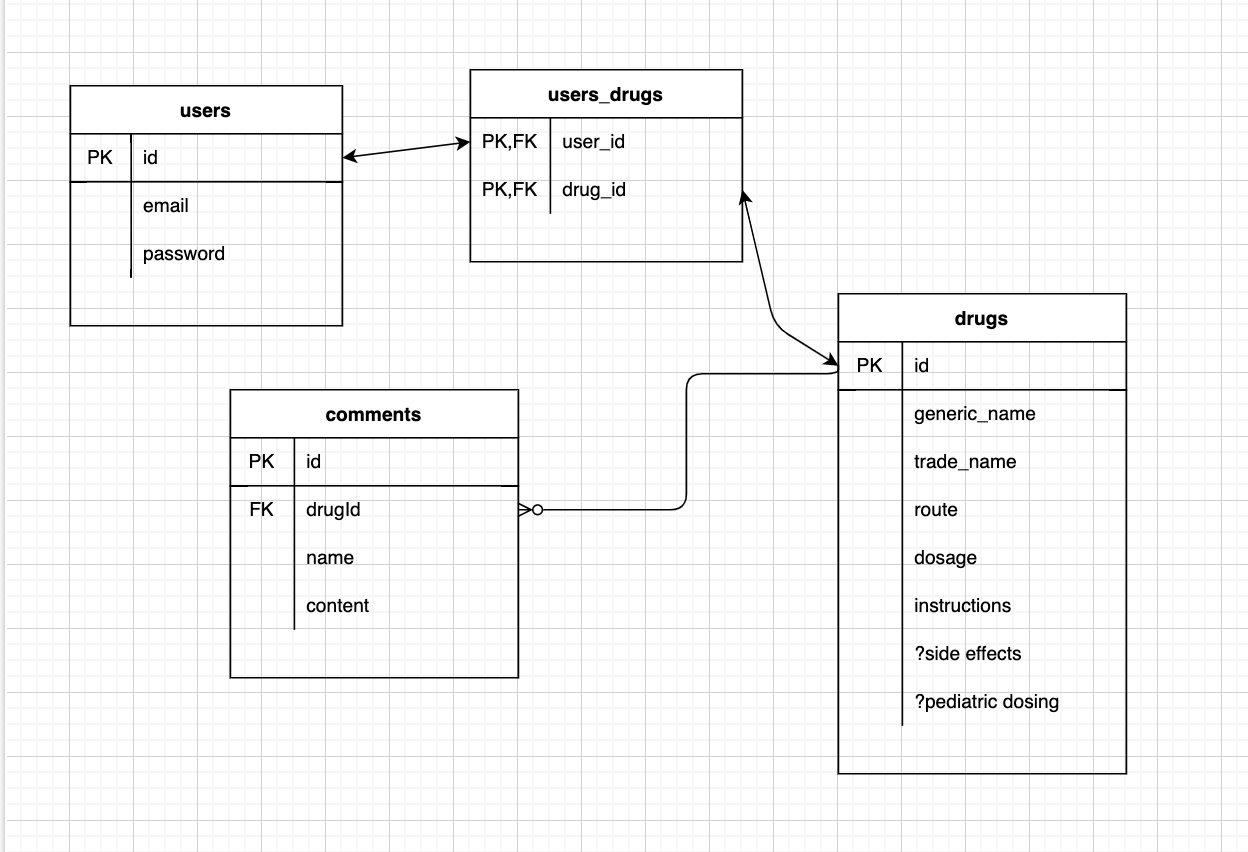 users
PK id
email
password
users_drugs
PK,FK user_id
PK,FK drug_id
comments
PK id
FK drugId
name
content
drugs
PK id
generic_name
trade_name
route
dosage
instructions
?side effects
?pediatric dosing